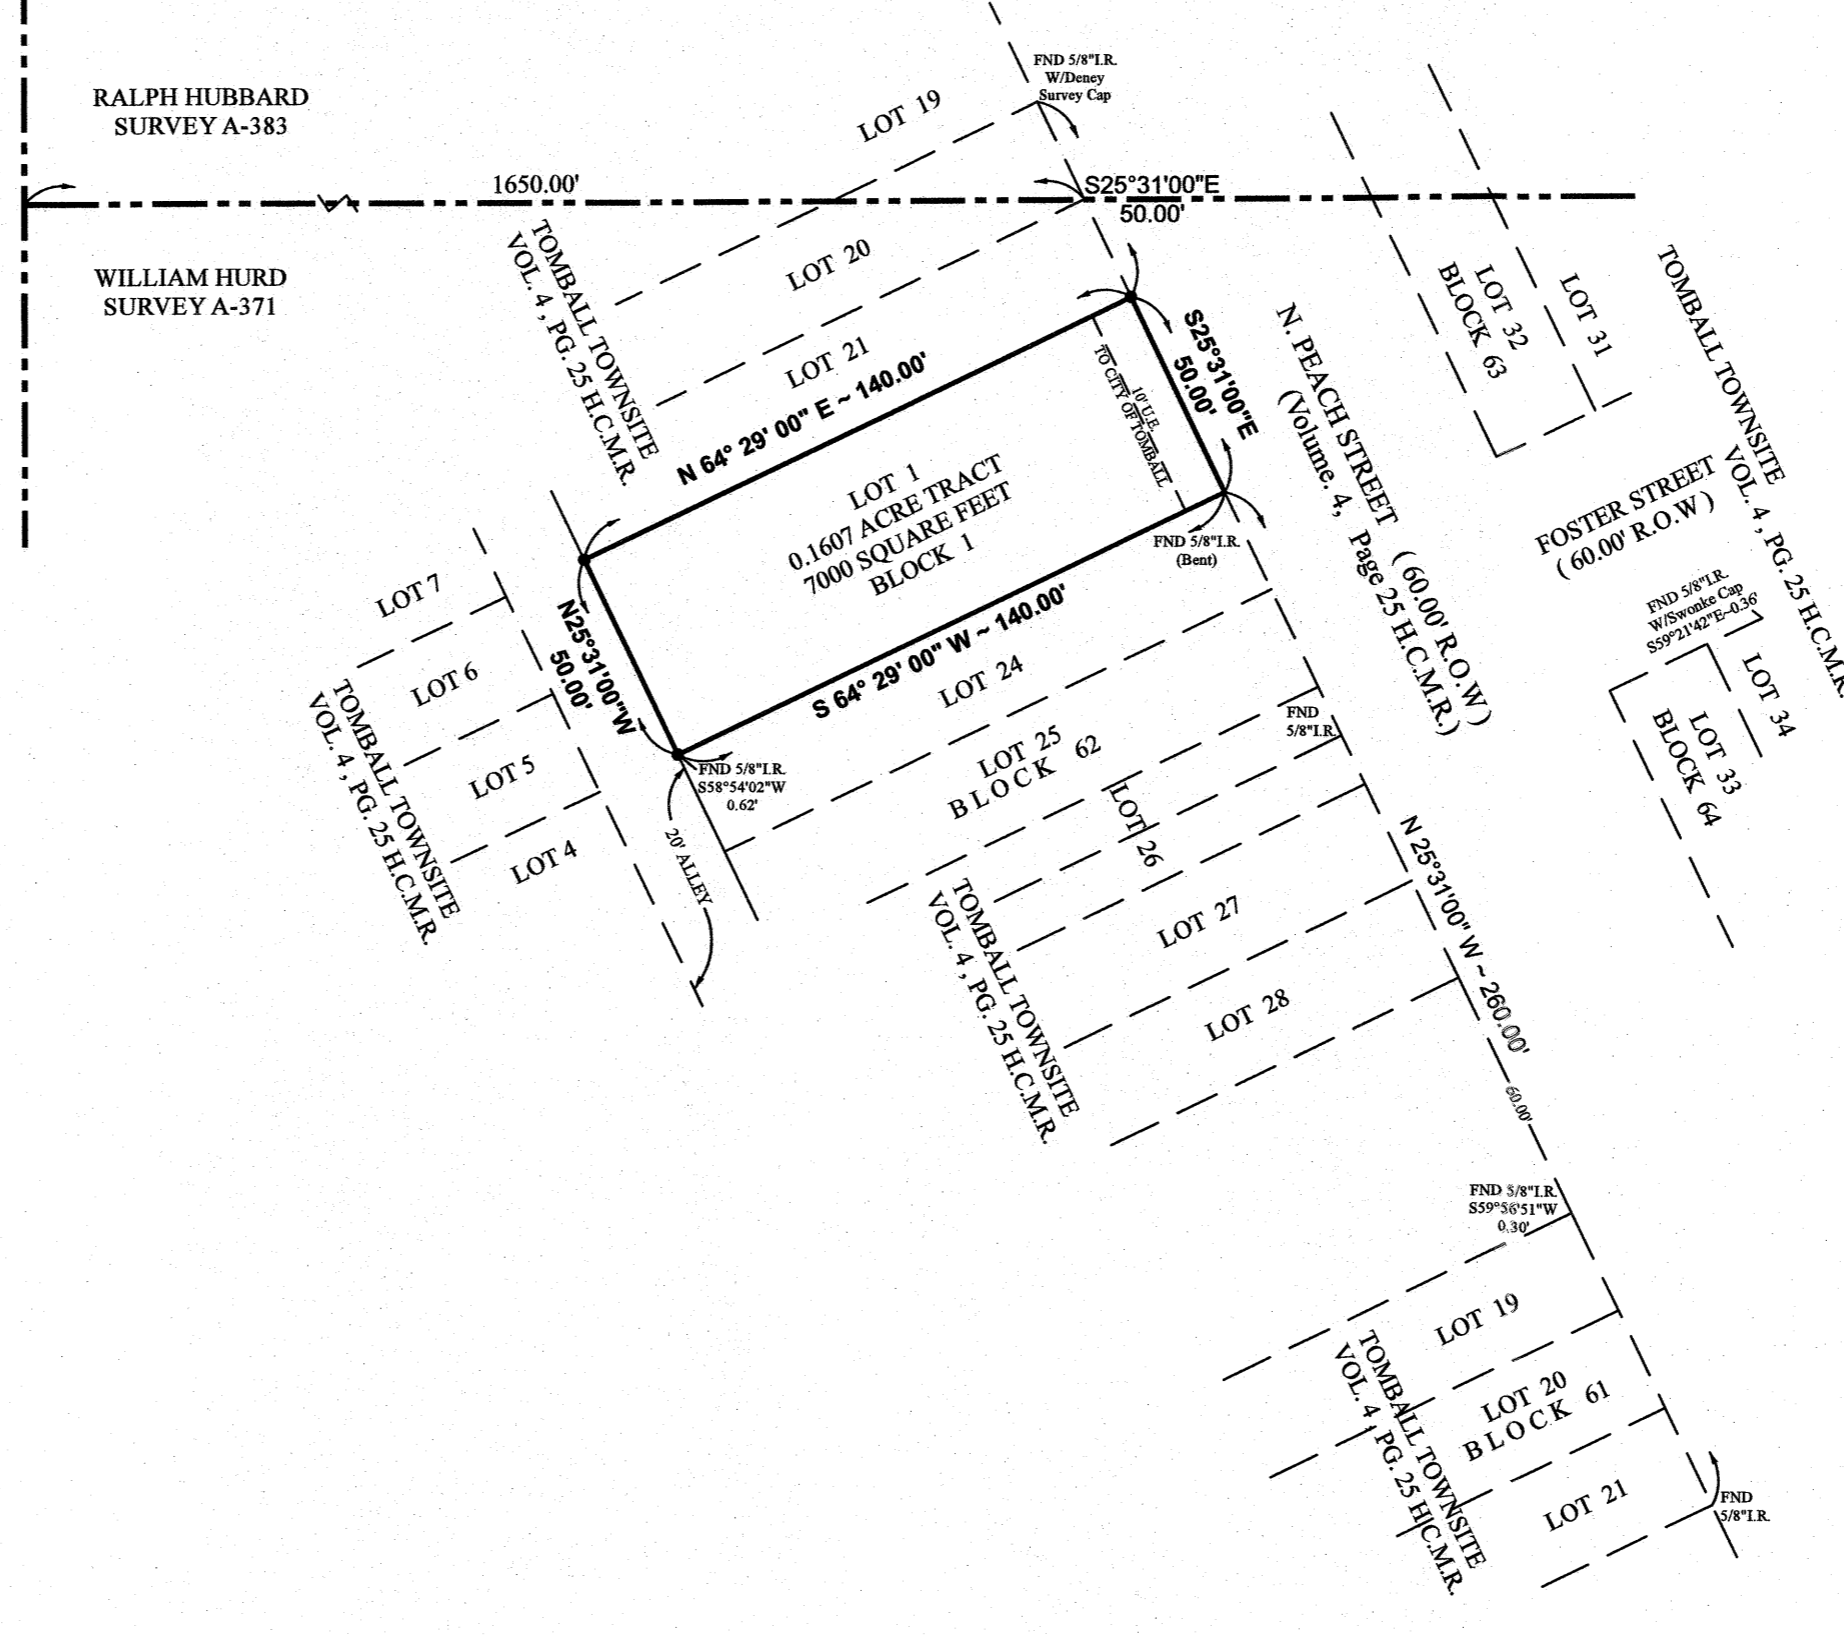 RALPH HUBBARD
SURVEY A-383
WILLIAM HURD
SURVEY A-371
1650.00'
FND 5/8"I.R.
W/Deney
Survey Cap
S25°31'00"E
50.00'
LOT 19
LOT 20
LOT 21
TOMBALL TOWNSITE
VOL. 4 , PG. 25 H.C.M.R.
N 64° 29' 00" E ~ 140.00'
S25°31'00"E
50.00'
10' U.E.
TO CITY OF TOMBALL
LOT 1
0.1607 ACRE TRACT
7000 SQUARE FEET
BLOCK 1
S 64° 29' 00" W ~ 140.00'
N25°31'00"W
50.00'
FND 5/8"I.R.
(Bent)
N. PEACH STREET ( 60.00' R.O.W )
(Volume. 4, Page 25 H.C.M.R.)
LOT 31
LOT 32
BLOCK 63
TOMBALL TOWNSITE
VOL. 4 , PG. 25 H.C.M.R.
FOSTER STREET
( 60.00' R.O.W )
FND 5/8"I.R.
W/Swonke Cap
S59°21'42"E~0.36'
LOT 34
LOT 33
BLOCK 64
LOT 7
LOT 6
LOT 5
LOT 4
TOMBALL TOWNSITE
VOL. 4 , PG. 25 H.C.M.R.
FND 5/8"I.R.
S58°54'02"W
0.62'
20' ALLEY
LOT 24
LOT 25
BLOCK 62
FND
5/8"I.R.
LOT 26
LOT 27
LOT 28
TOMBALL TOWNSITE
VOL. 4 , PG. 25 H.C.M.R.
N 25°31'00" W ~ 260.00'
60.00'
FND 5/8"I.R.
S59°56'51"W
0.30'
LOT 19
LOT 20
BLOCK 61
LOT 21
TOMBALL TOWNSITE
VOL. 4 , PG. 25 H.C.M.R.
FND
5/8"I.R.